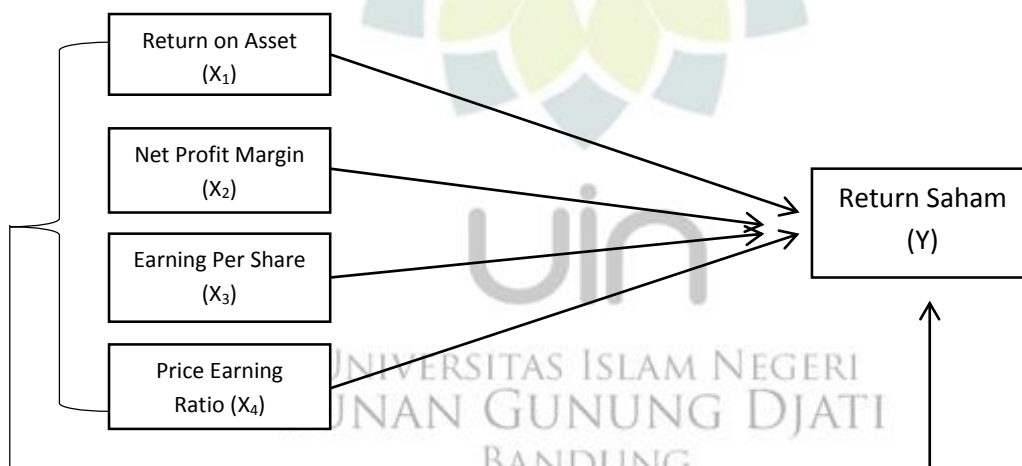 Return on Asset
(X₁)
Net Profit Margin
(X₂)
Earning Per Share
(X₃)
Price Earning
Ratio (X₄)
Return Saham
(Y)
uin
UNIVERSITAS ISLAM NEGERI
UNAN GUNUNG DJATI
BANDUNG